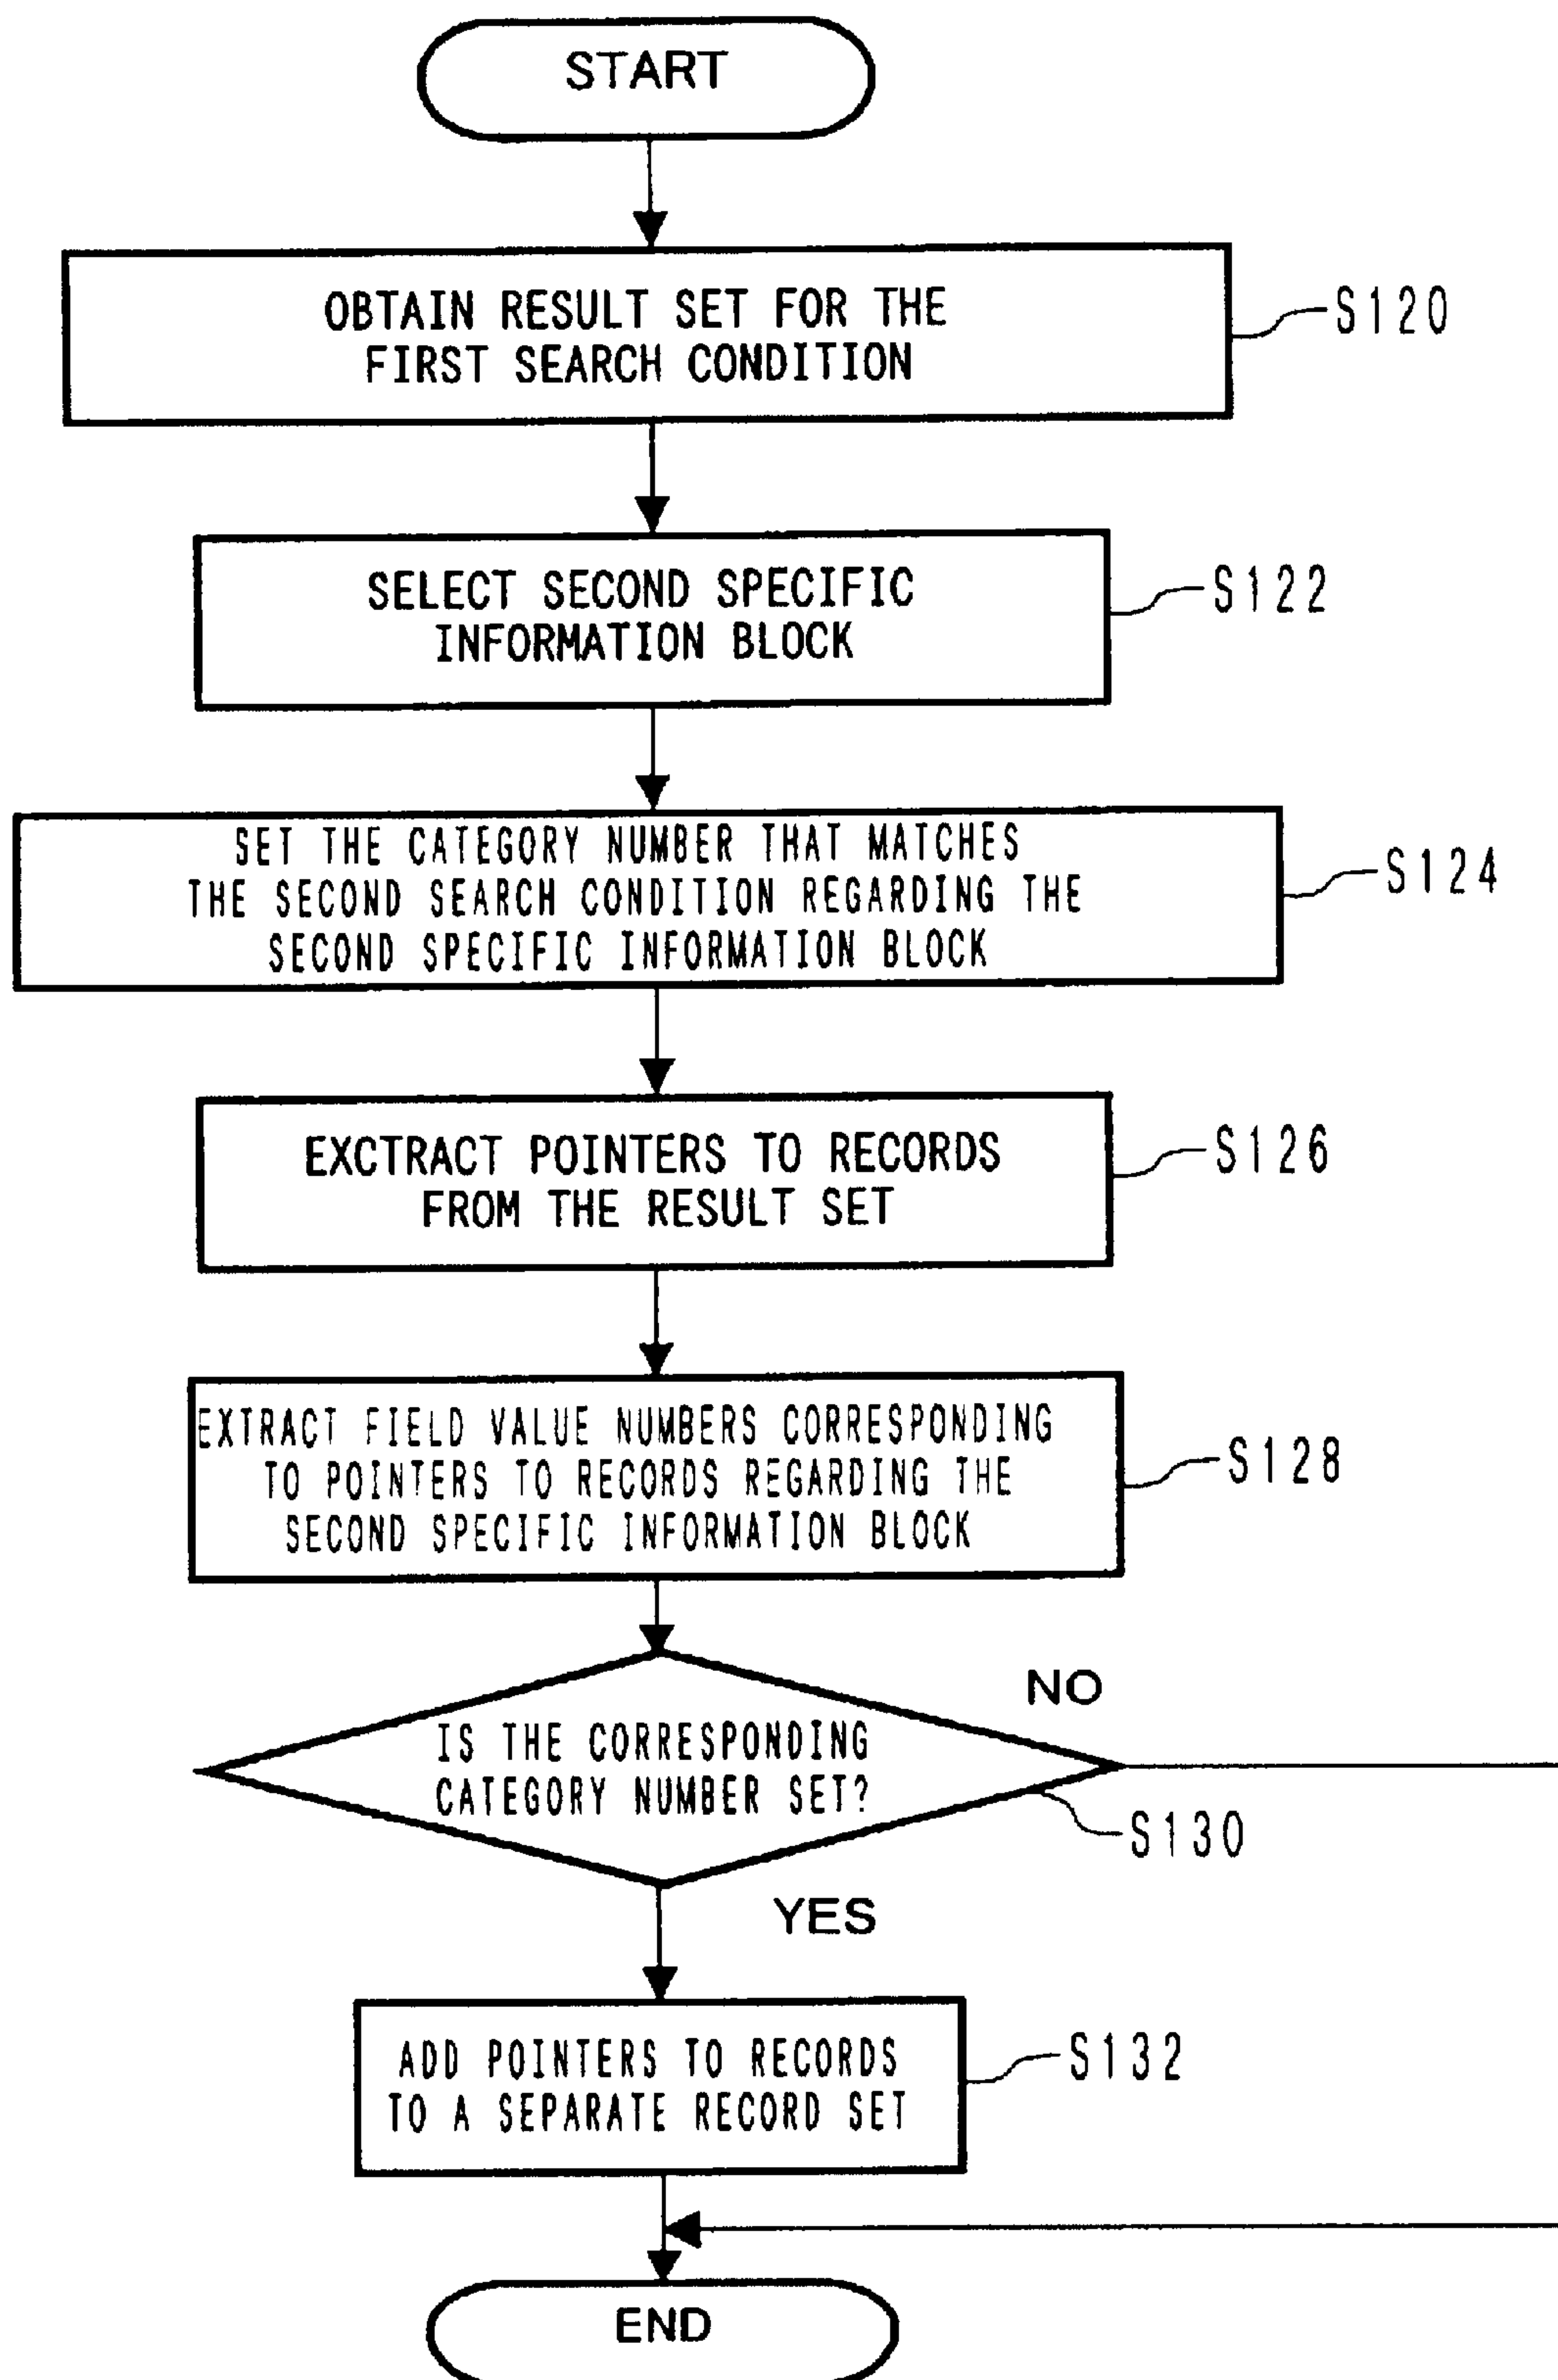 START
OBTAIN RESULT SET FOR THE
FIRST SEARCH CONDITION
S120
SELECT SECOND SPECIFIC
INFORMATION BLOCK
S122
SET THE CATEGORY NUMBER THAT MATCHES
THE SECOND SEARCH CONDITION REGARDING THE
SECOND SPECIFIC INFORMATION BLOCK
S124
EXCTRACT POINTERS TO RECORDS
FROM THE RESULT SET
S126
EXTRACT FIELD VALUE NUMBERS CORRESPONDING
TO POINTERS TO RECORDS REGARDING THE
SECOND SPECIFIC INFORMATION BLOCK
S128
NO
IS THE CORRESPONDING
CATEGORY NUMBER SET?
S130
YES
ADD POINTERS TO RECORDS
TO A SEPARATE RECORD SET
S132
END